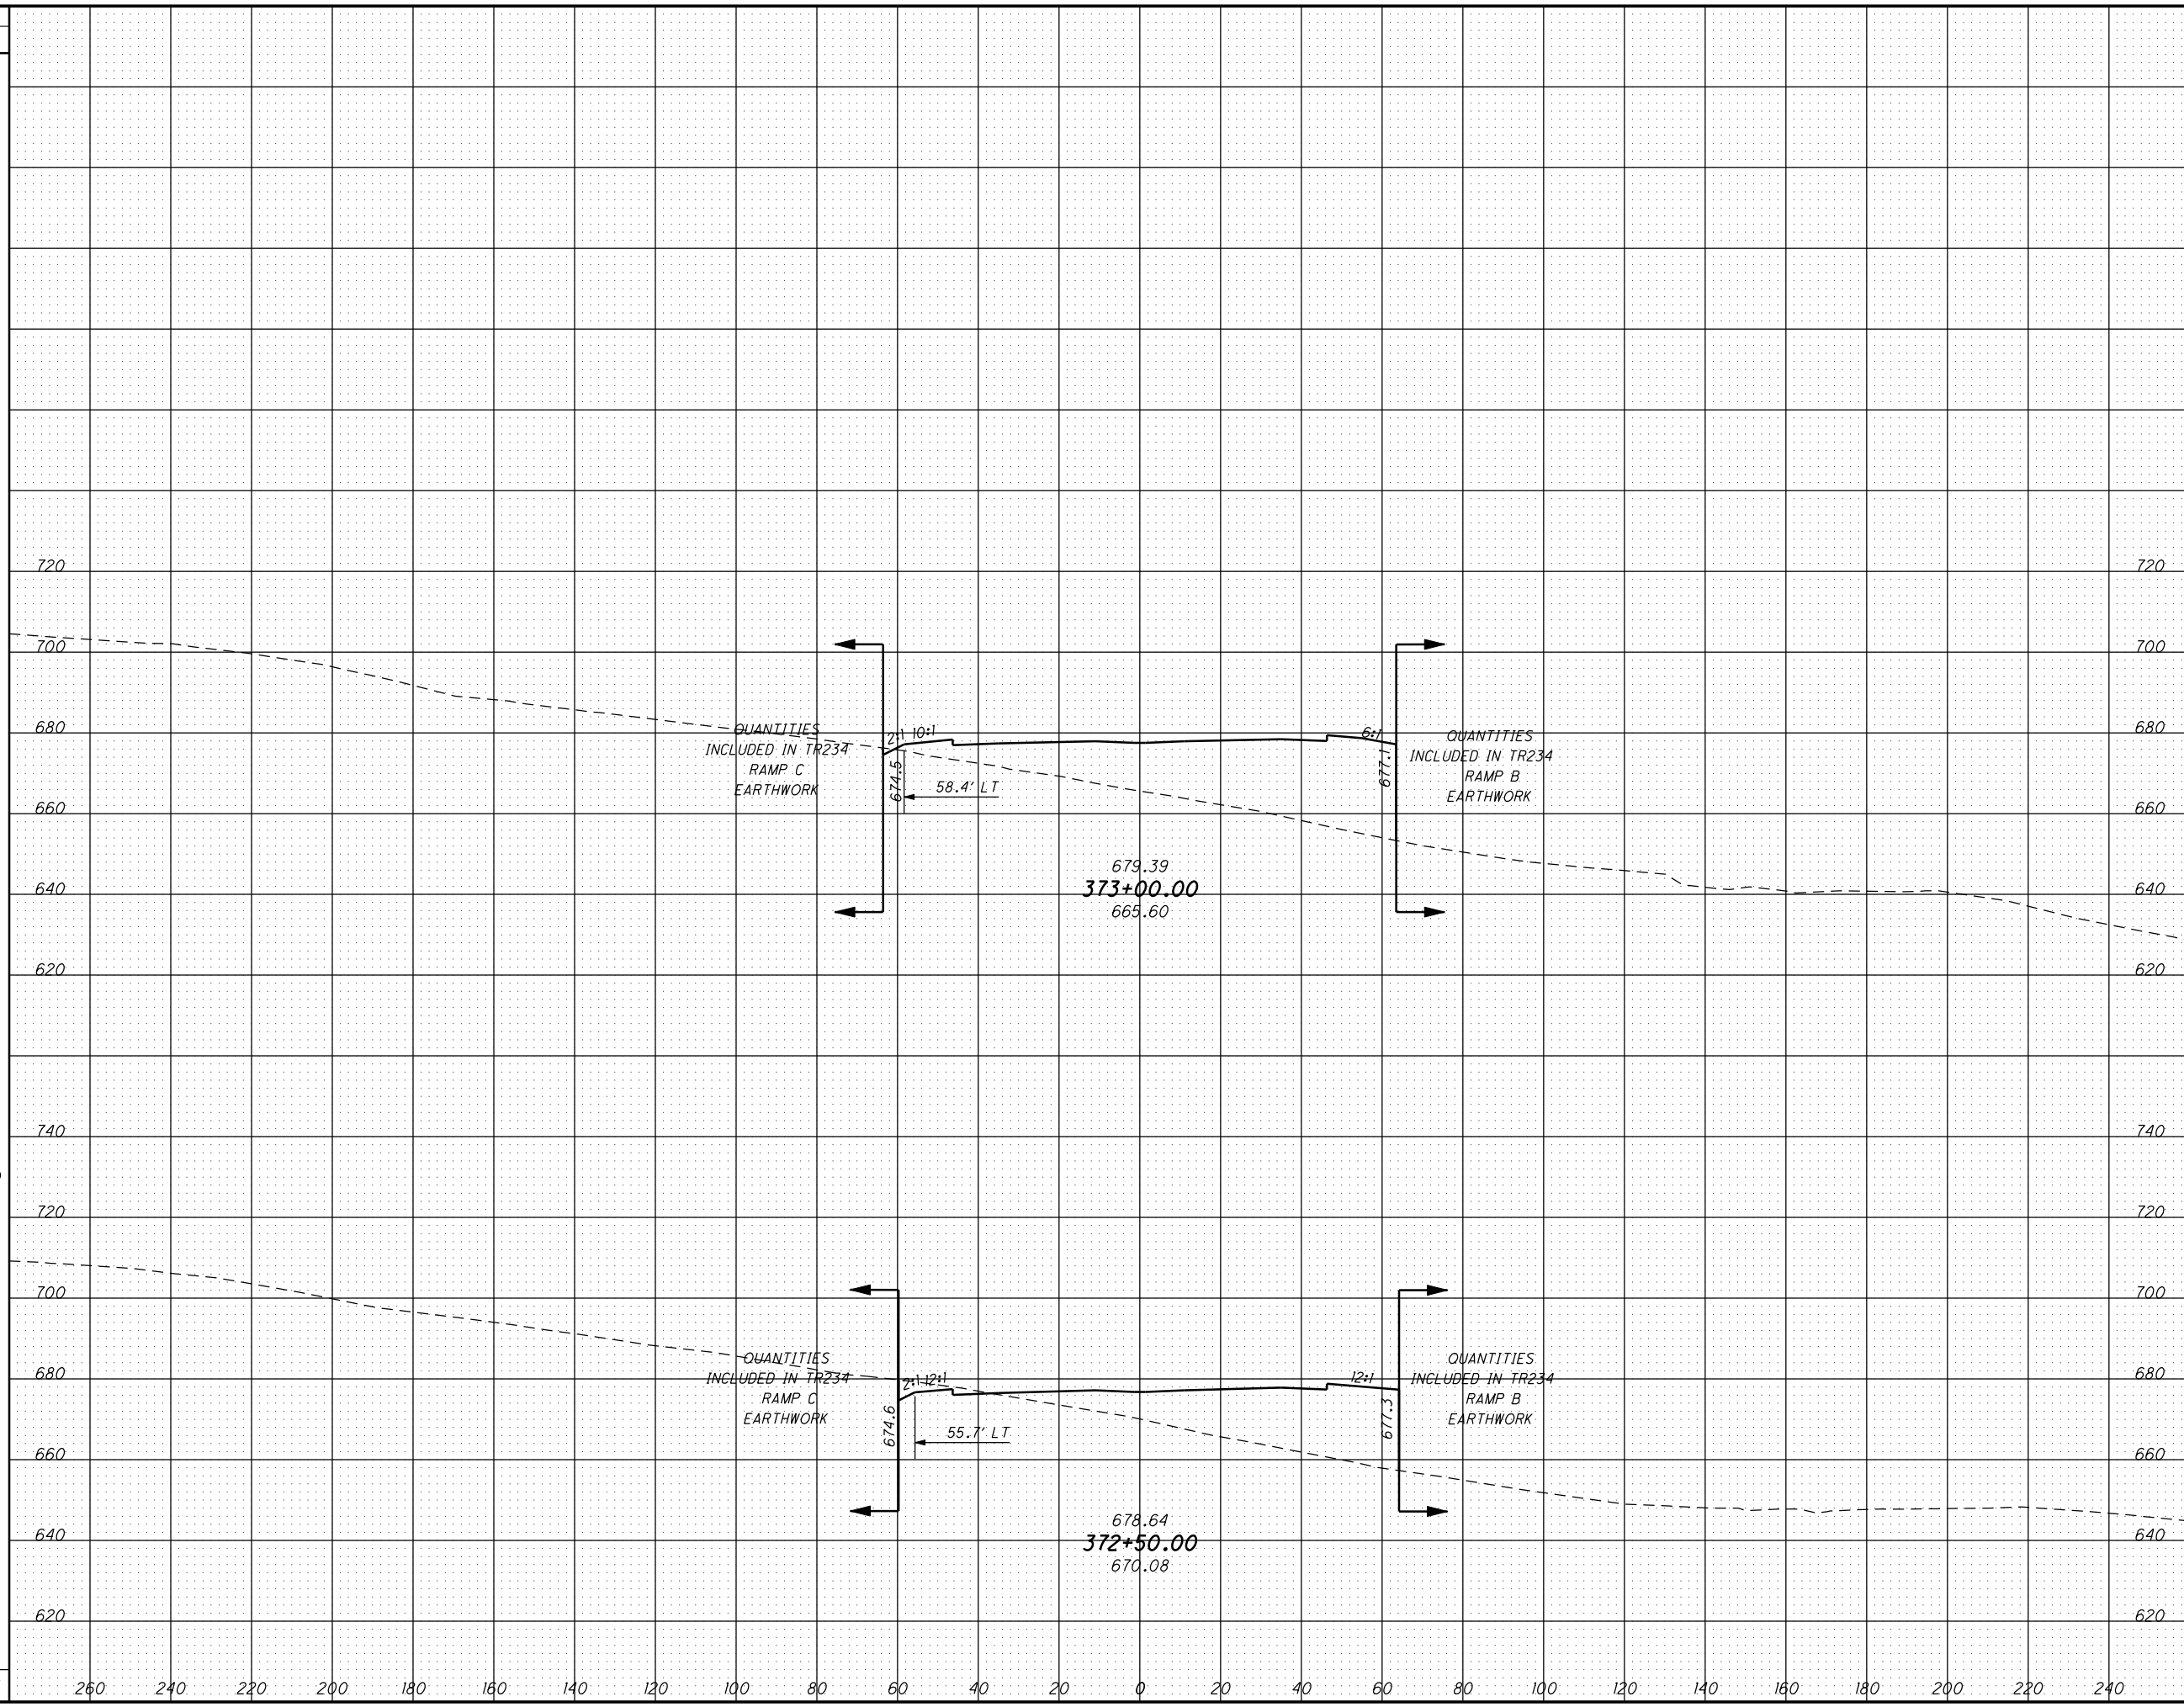 720 720
700 700
680 680
QUANTITIES
INCLUDED IN TR234
RAMP C
EARTHWORK
2:1 10:1
674.5
58.4' LT
6:1
677.1
QUANTITIES
INCLUDED IN TR234
RAMP B
EARTHWORK
660 660
679.39
373+00.00
665.60
640 640
620 620
740 740
720 720
700 700
680 680
QUANTITIES
INCLUDED IN TR234
RAMP C
EARTHWORK
2:1 12:1
674.6
55.7' LT
12:1
677.3
QUANTITIES
INCLUDED IN TR234
RAMP B
EARTHWORK
660 660
678.64
372+50.00
670.08
640 640
620 620
260 240 220 200 180 160 140 120 100 80 60 40 20 0 20 40 60 80 100 120 140 160 180 200 220 240